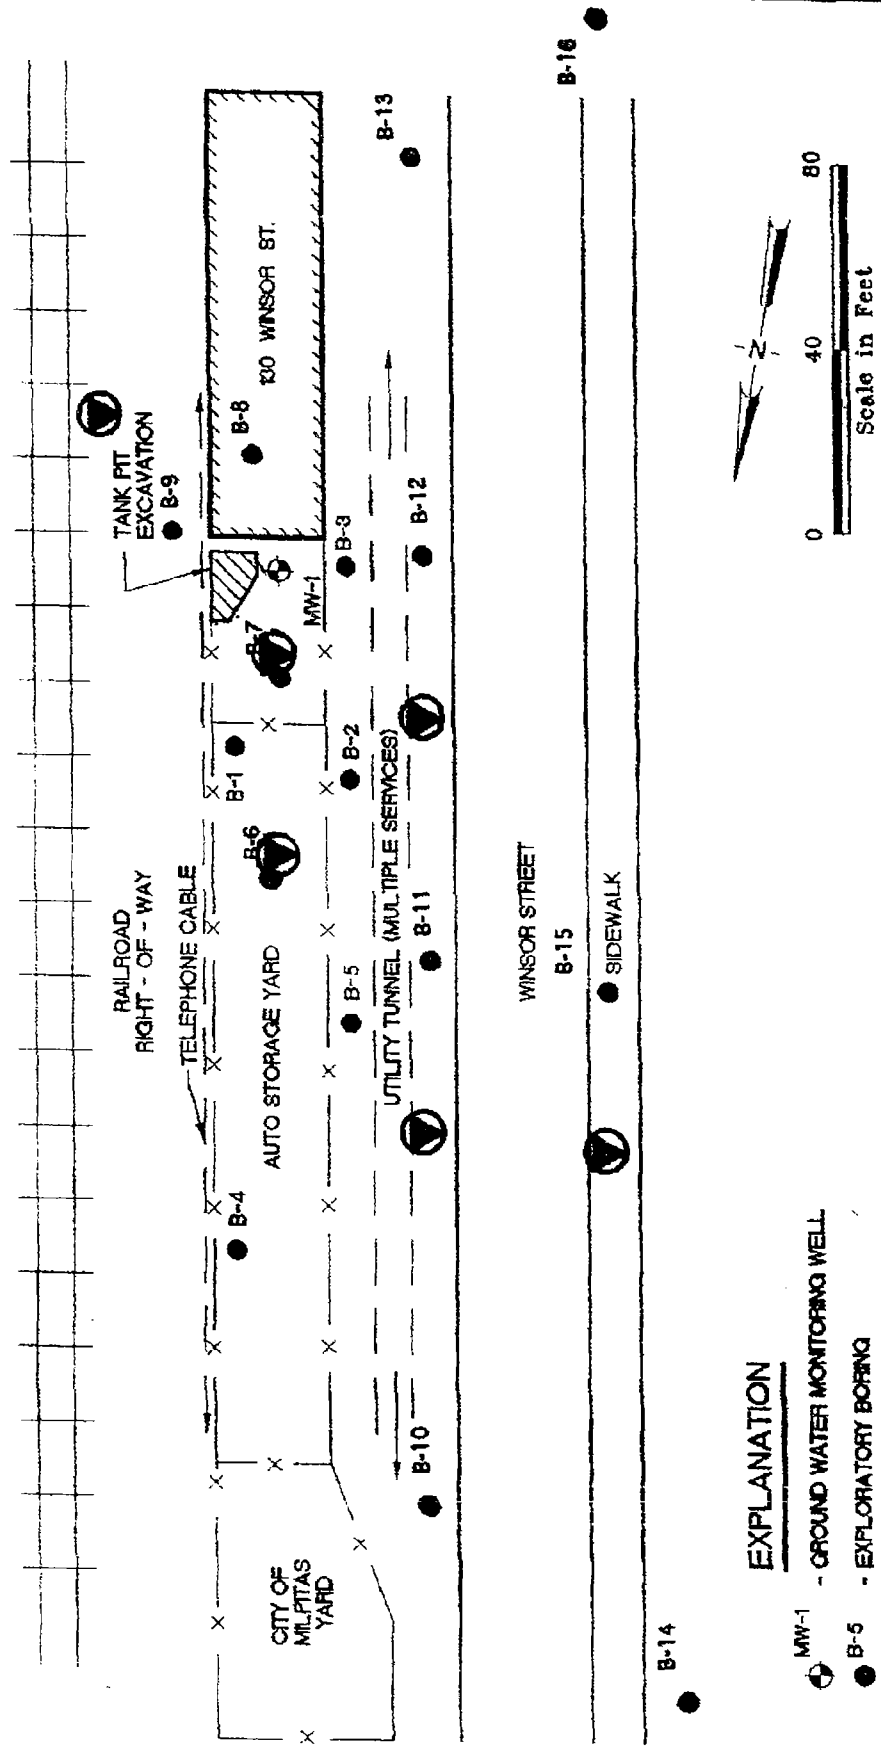 RAILROAD
RIGHT - OF - WAY
TELEPHONE CABLE
TANK PIT
EXCAVATION
B-9
B-8
130 WINSOR ST.
B-13
B-16
B-4
AUTO STORAGE YARD
B-6
B-1
B-7
MW-1
B-3
B-2
B-5
B-12
B-11
UTILITY TUNNEL (MULTIPLE SERVICES)
B-10
CITY OF
MILPITAS
YARD
WINSOR STREET
B-15
SIDEWALK
B-14
N
0 40 80
Scale in Feet
EXPLANATION
MW-1 - GROUND WATER MONITORING WELL
B-5 - EXPLORATORY BORING